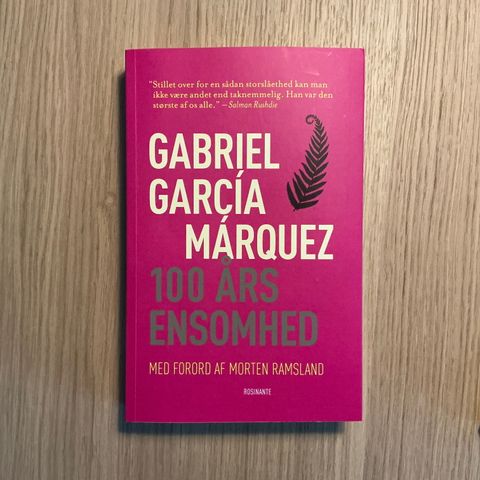 "Stillet over for en sådan storslåethed kan man
ikke være andet end taknemmelig. Han var den
største af os alle." – Salman Rushdie
GABRIEL
GARCÍA
MÁRQUEZ
100 ÅRS
ENSOMHED
MED FORORD AF MORTEN RAMSLAND
ROSINANTE